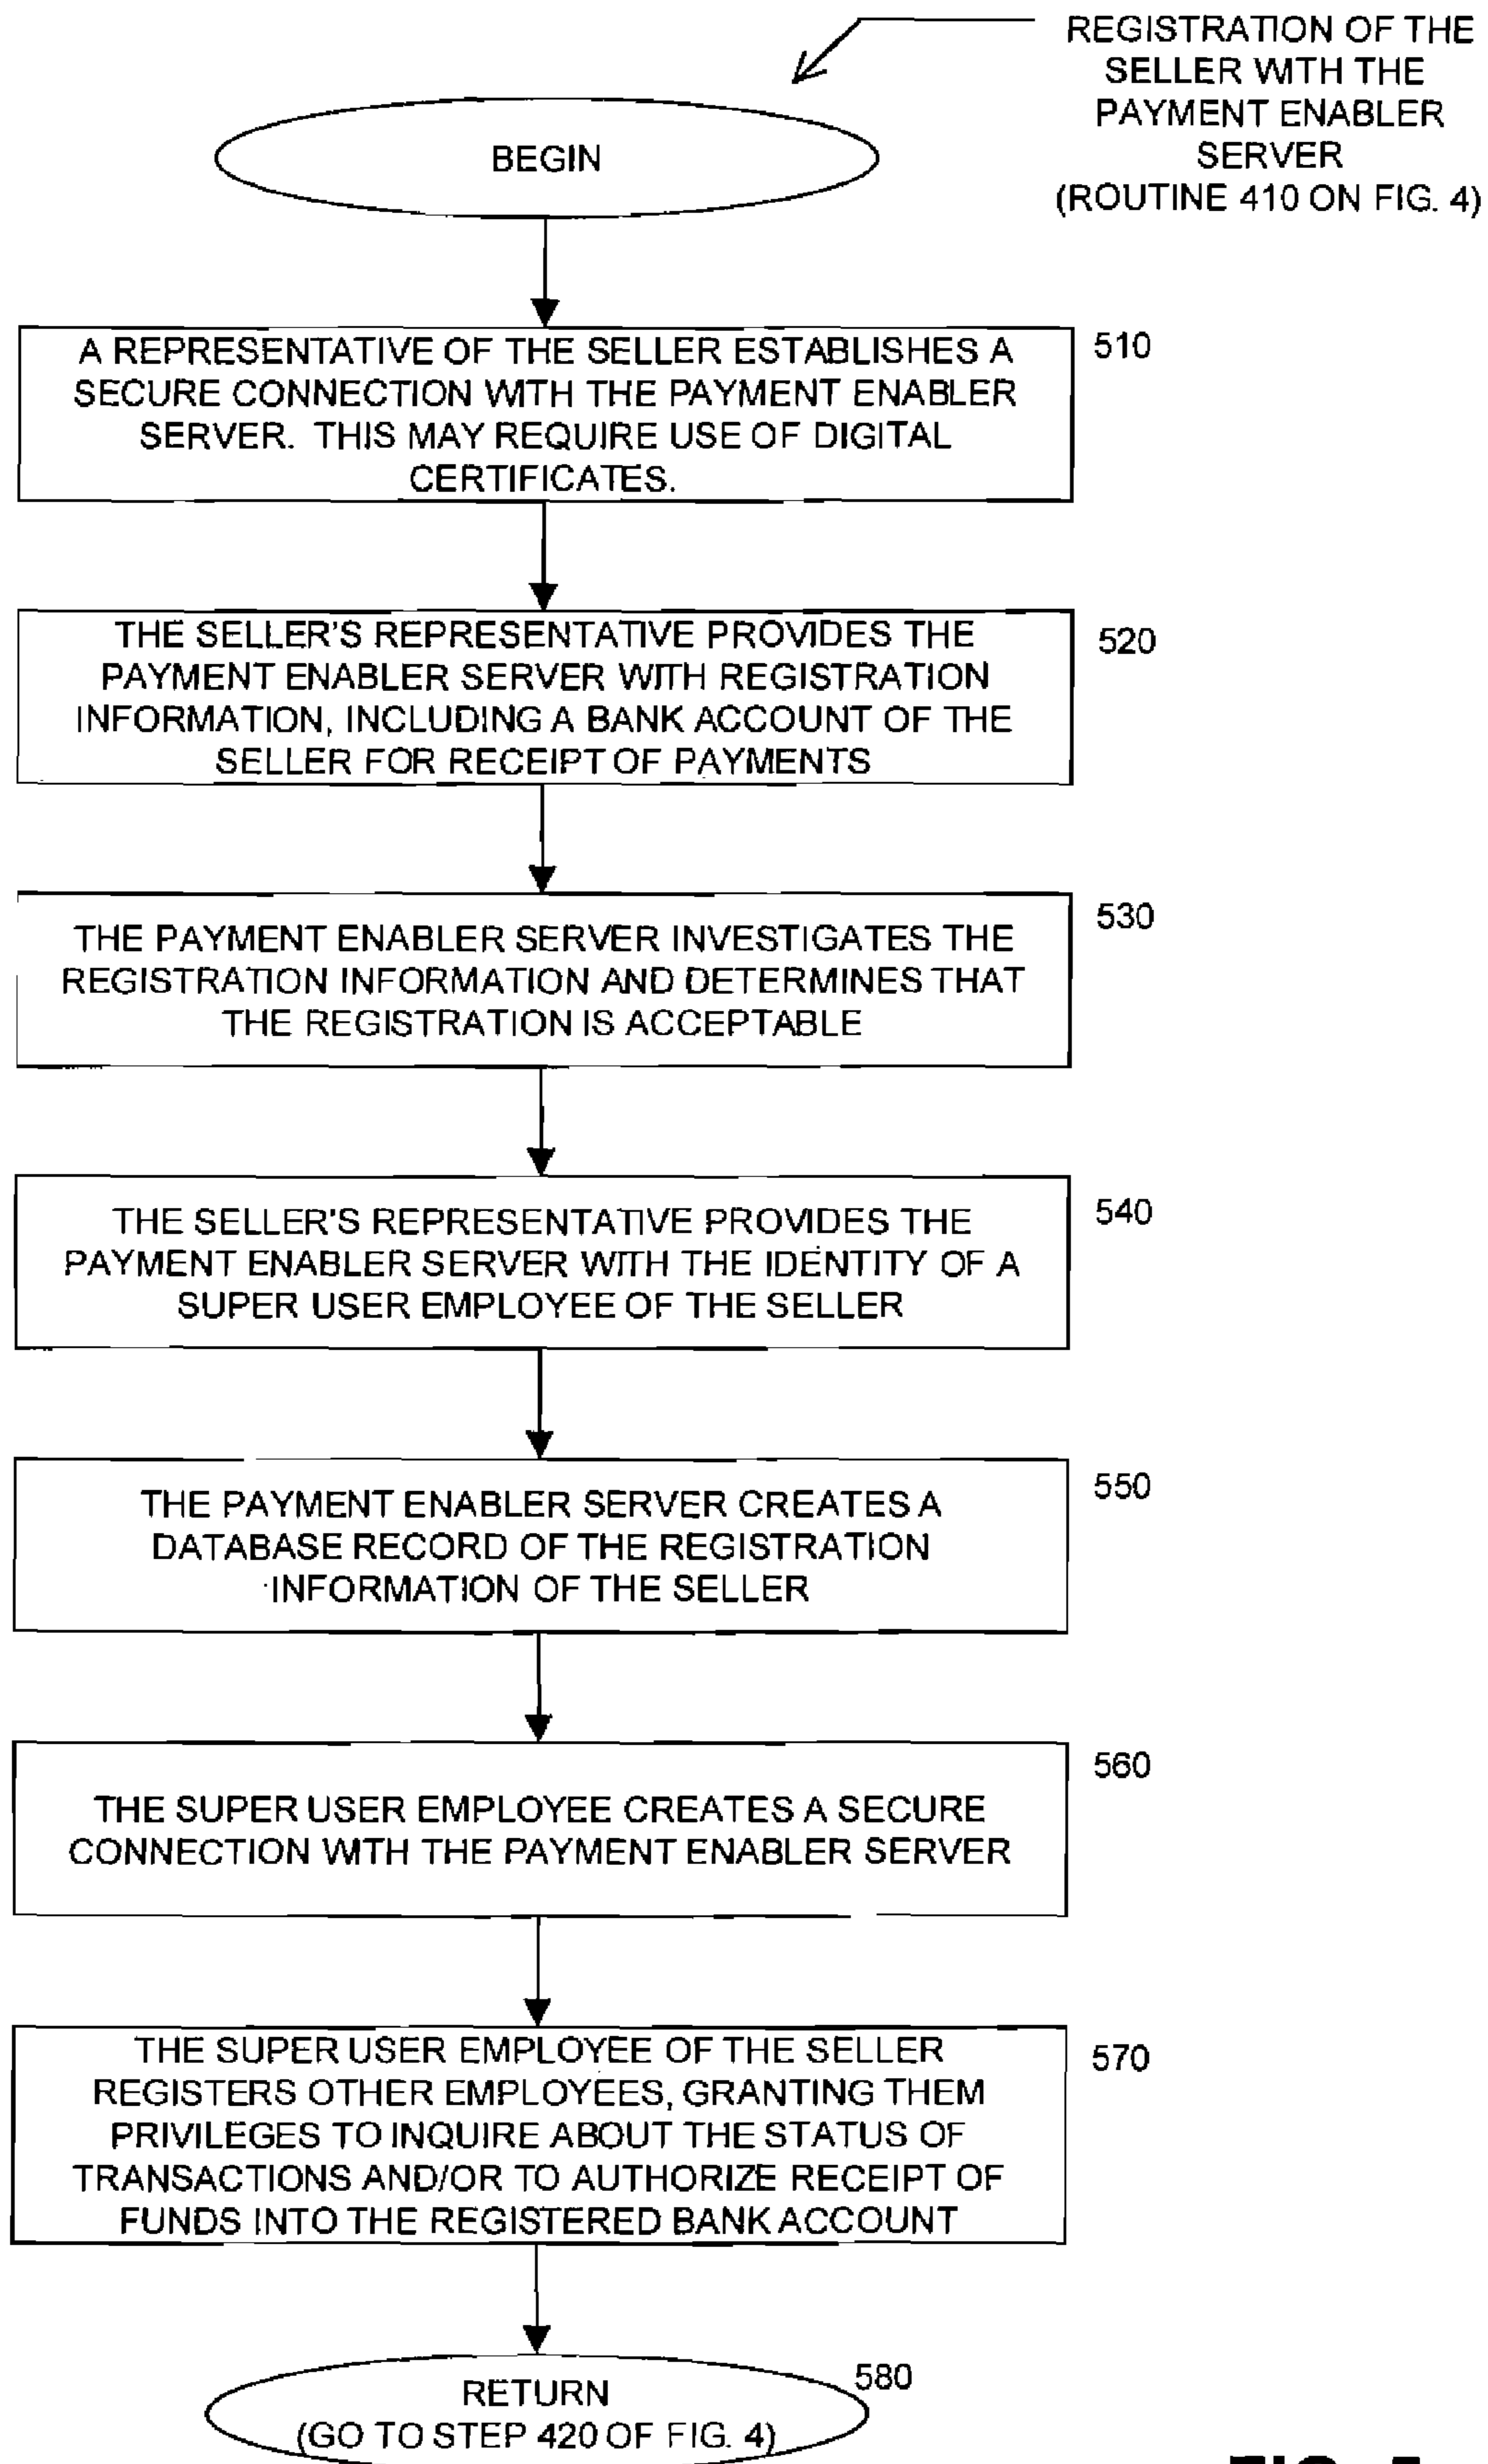 REGISTRATION OF THE
SELLER WITH THE
PAYMENT ENABLER
SERVER
(ROUTINE 410 ON FIG. 4)
BEGIN
A REPRESENTATIVE OF THE SELLER ESTABLISHES A
SECURE CONNECTION WITH THE PAYMENT ENABLER
SERVER. THIS MAY REQUIRE USE OF DIGITAL
CERTIFICATES.
510
THE SELLER'S REPRESENTATIVE PROVIDES THE
PAYMENT ENABLER SERVER WITH REGISTRATION
INFORMATION, INCLUDING A BANK ACCOUNT OF THE
SELLER FOR RECEIPT OF PAYMENTS
520
THE PAYMENT ENABLER SERVER INVESTIGATES THE
REGISTRATION INFORMATION AND DETERMINES THAT
THE REGISTRATION IS ACCEPTABLE
530
THE SELLER'S REPRESENTATIVE PROVIDES THE
PAYMENT ENABLER SERVER WITH THE IDENTITY OF A
SUPER USER EMPLOYEE OF THE SELLER
540
THE PAYMENT ENABLER SERVER CREATES A
DATABASE RECORD OF THE REGISTRATION
INFORMATION OF THE SELLER
550
THE SUPER USER EMPLOYEE CREATES A SECURE
CONNECTION WITH THE PAYMENT ENABLER SERVER
560
THE SUPER USER EMPLOYEE OF THE SELLER
REGISTERS OTHER EMPLOYEES, GRANTING THEM
PRIVILEGES TO INQUIRE ABOUT THE STATUS OF
TRANSACTIONS AND/OR TO AUTHORIZE RECEIPT OF
FUNDS INTO THE REGISTERED BANK ACCOUNT
570
RETURN
(GO TO STEP 420 OF FIG. 4)
580